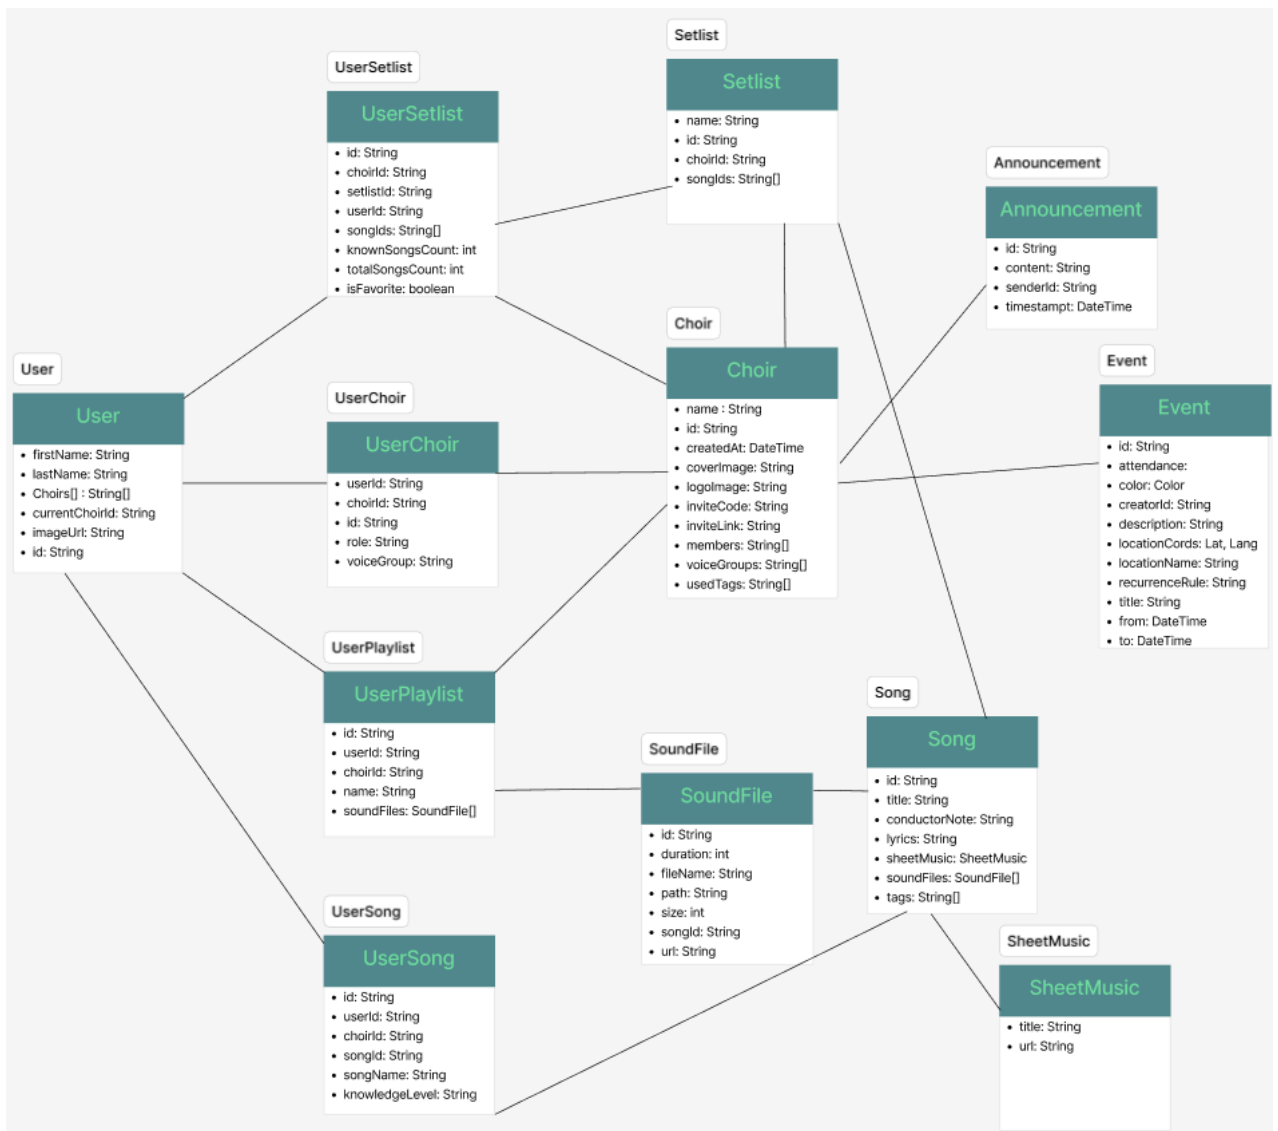 Setlist
Setlist
name: String
id: String
choirId: String
songIds: String[]
UserSetlist
UserSetlist
id: String
choirId: String
setlistId: String
userId: String
songIds: String[]
knownSongsCount: int
totalSongsCount: int
isFavorite: boolean
Announcement
Announcement
id: String
content: String
senderId: String
timestampt: DateTime
Choir
Choir
name : String
id: String
createdAt: DateTime
coverImage: String
logoImage: String
inviteCode: String
inviteLink: String
members: String[]
voiceGroups: String[]
usedTags: String[]
Event
Event
id: String
attendance:
color: Color
creatorId: String
description: String
locationCords: Lat, Lang
locationName: String
recurrenceRule: String
title: String
from: DateTime
to: DateTime
User
User
firstName: String
lastName: String
Choirs[] : String[]
currentChoirId: String
imageUrl: String
id: String
UserChoir
UserChoir
userId: String
choirId: String
id: String
role: String
voiceGroup: String
UserPlaylist
UserPlaylist
id: String
userId: String
choirId: String
name: String
soundFiles: SoundFile[]
SoundFile
SoundFile
id: String
duration: int
fileName: String
path: String
size: int
songId: String
url: String
Song
Song
id: String
title: String
conductorNote: String
lyrics: String
sheetMusic: SheetMusic
soundFiles: SoundFile[]
tags: String[]
UserSong
UserSong
id: String
userId: String
choirId: String
songId: String
songName: String
knowledgeLevel: String
SheetMusic
SheetMusic
title: String
url: String